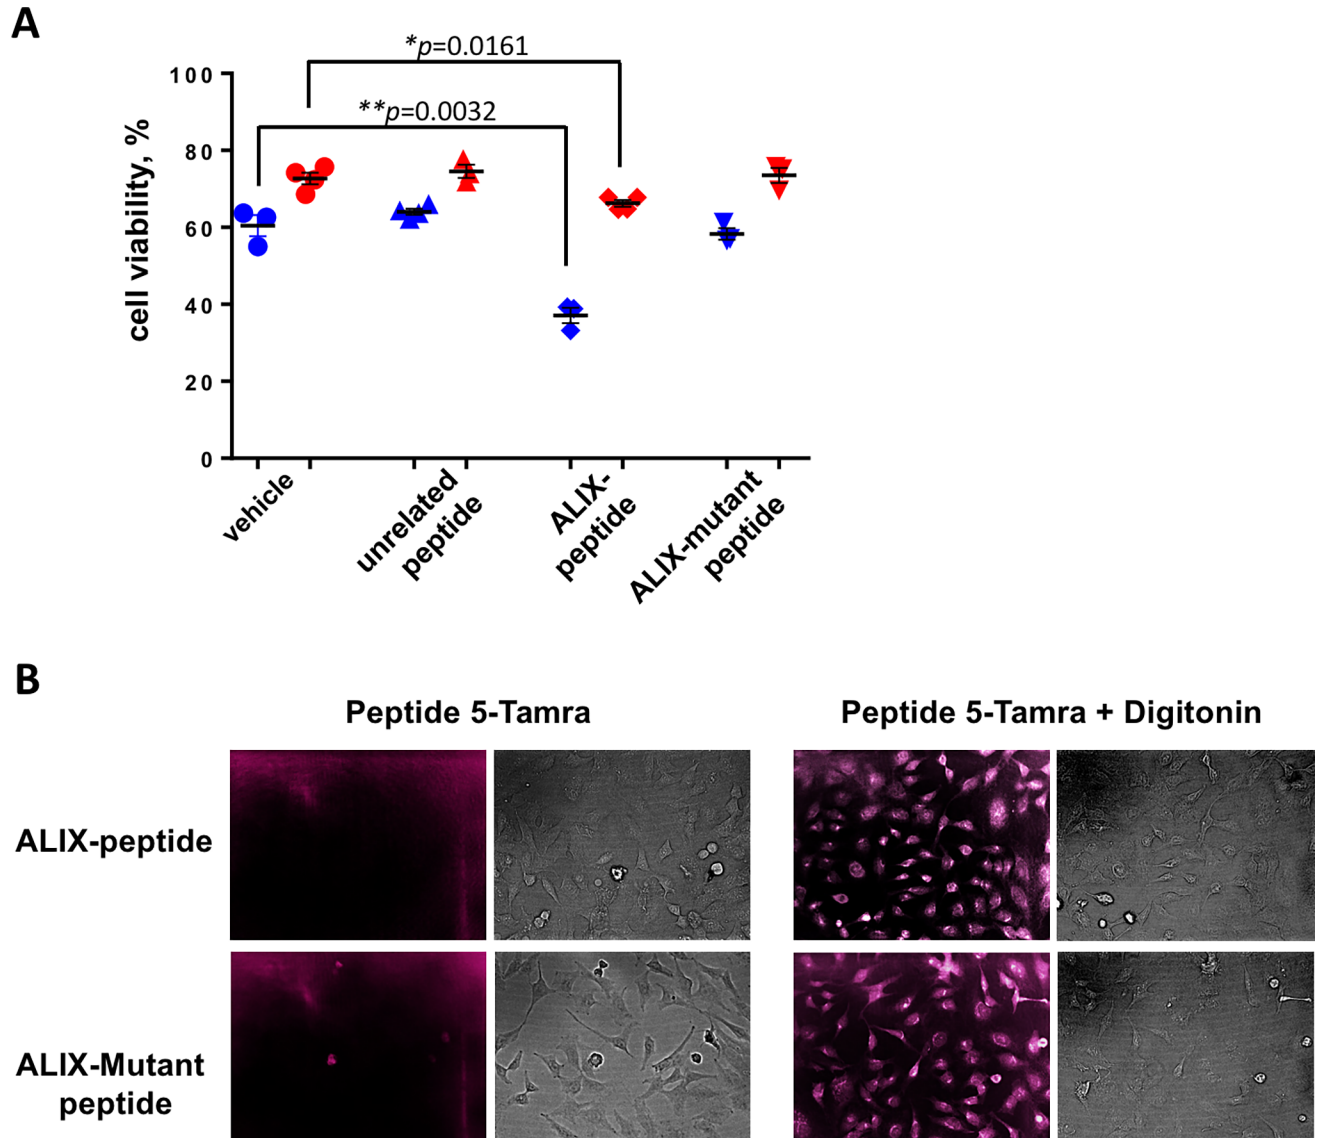 A
*p=0.0161
**p=0.0032
cell viability, %
100
80
60
40
20
0
vehicle
unrelated
peptide
ALIX-
peptide
ALIX-mutant
peptide
B
Peptide 5-Tamra
Peptide 5-Tamra + Digitonin
ALIX-peptide
ALIX-Mutant
peptide